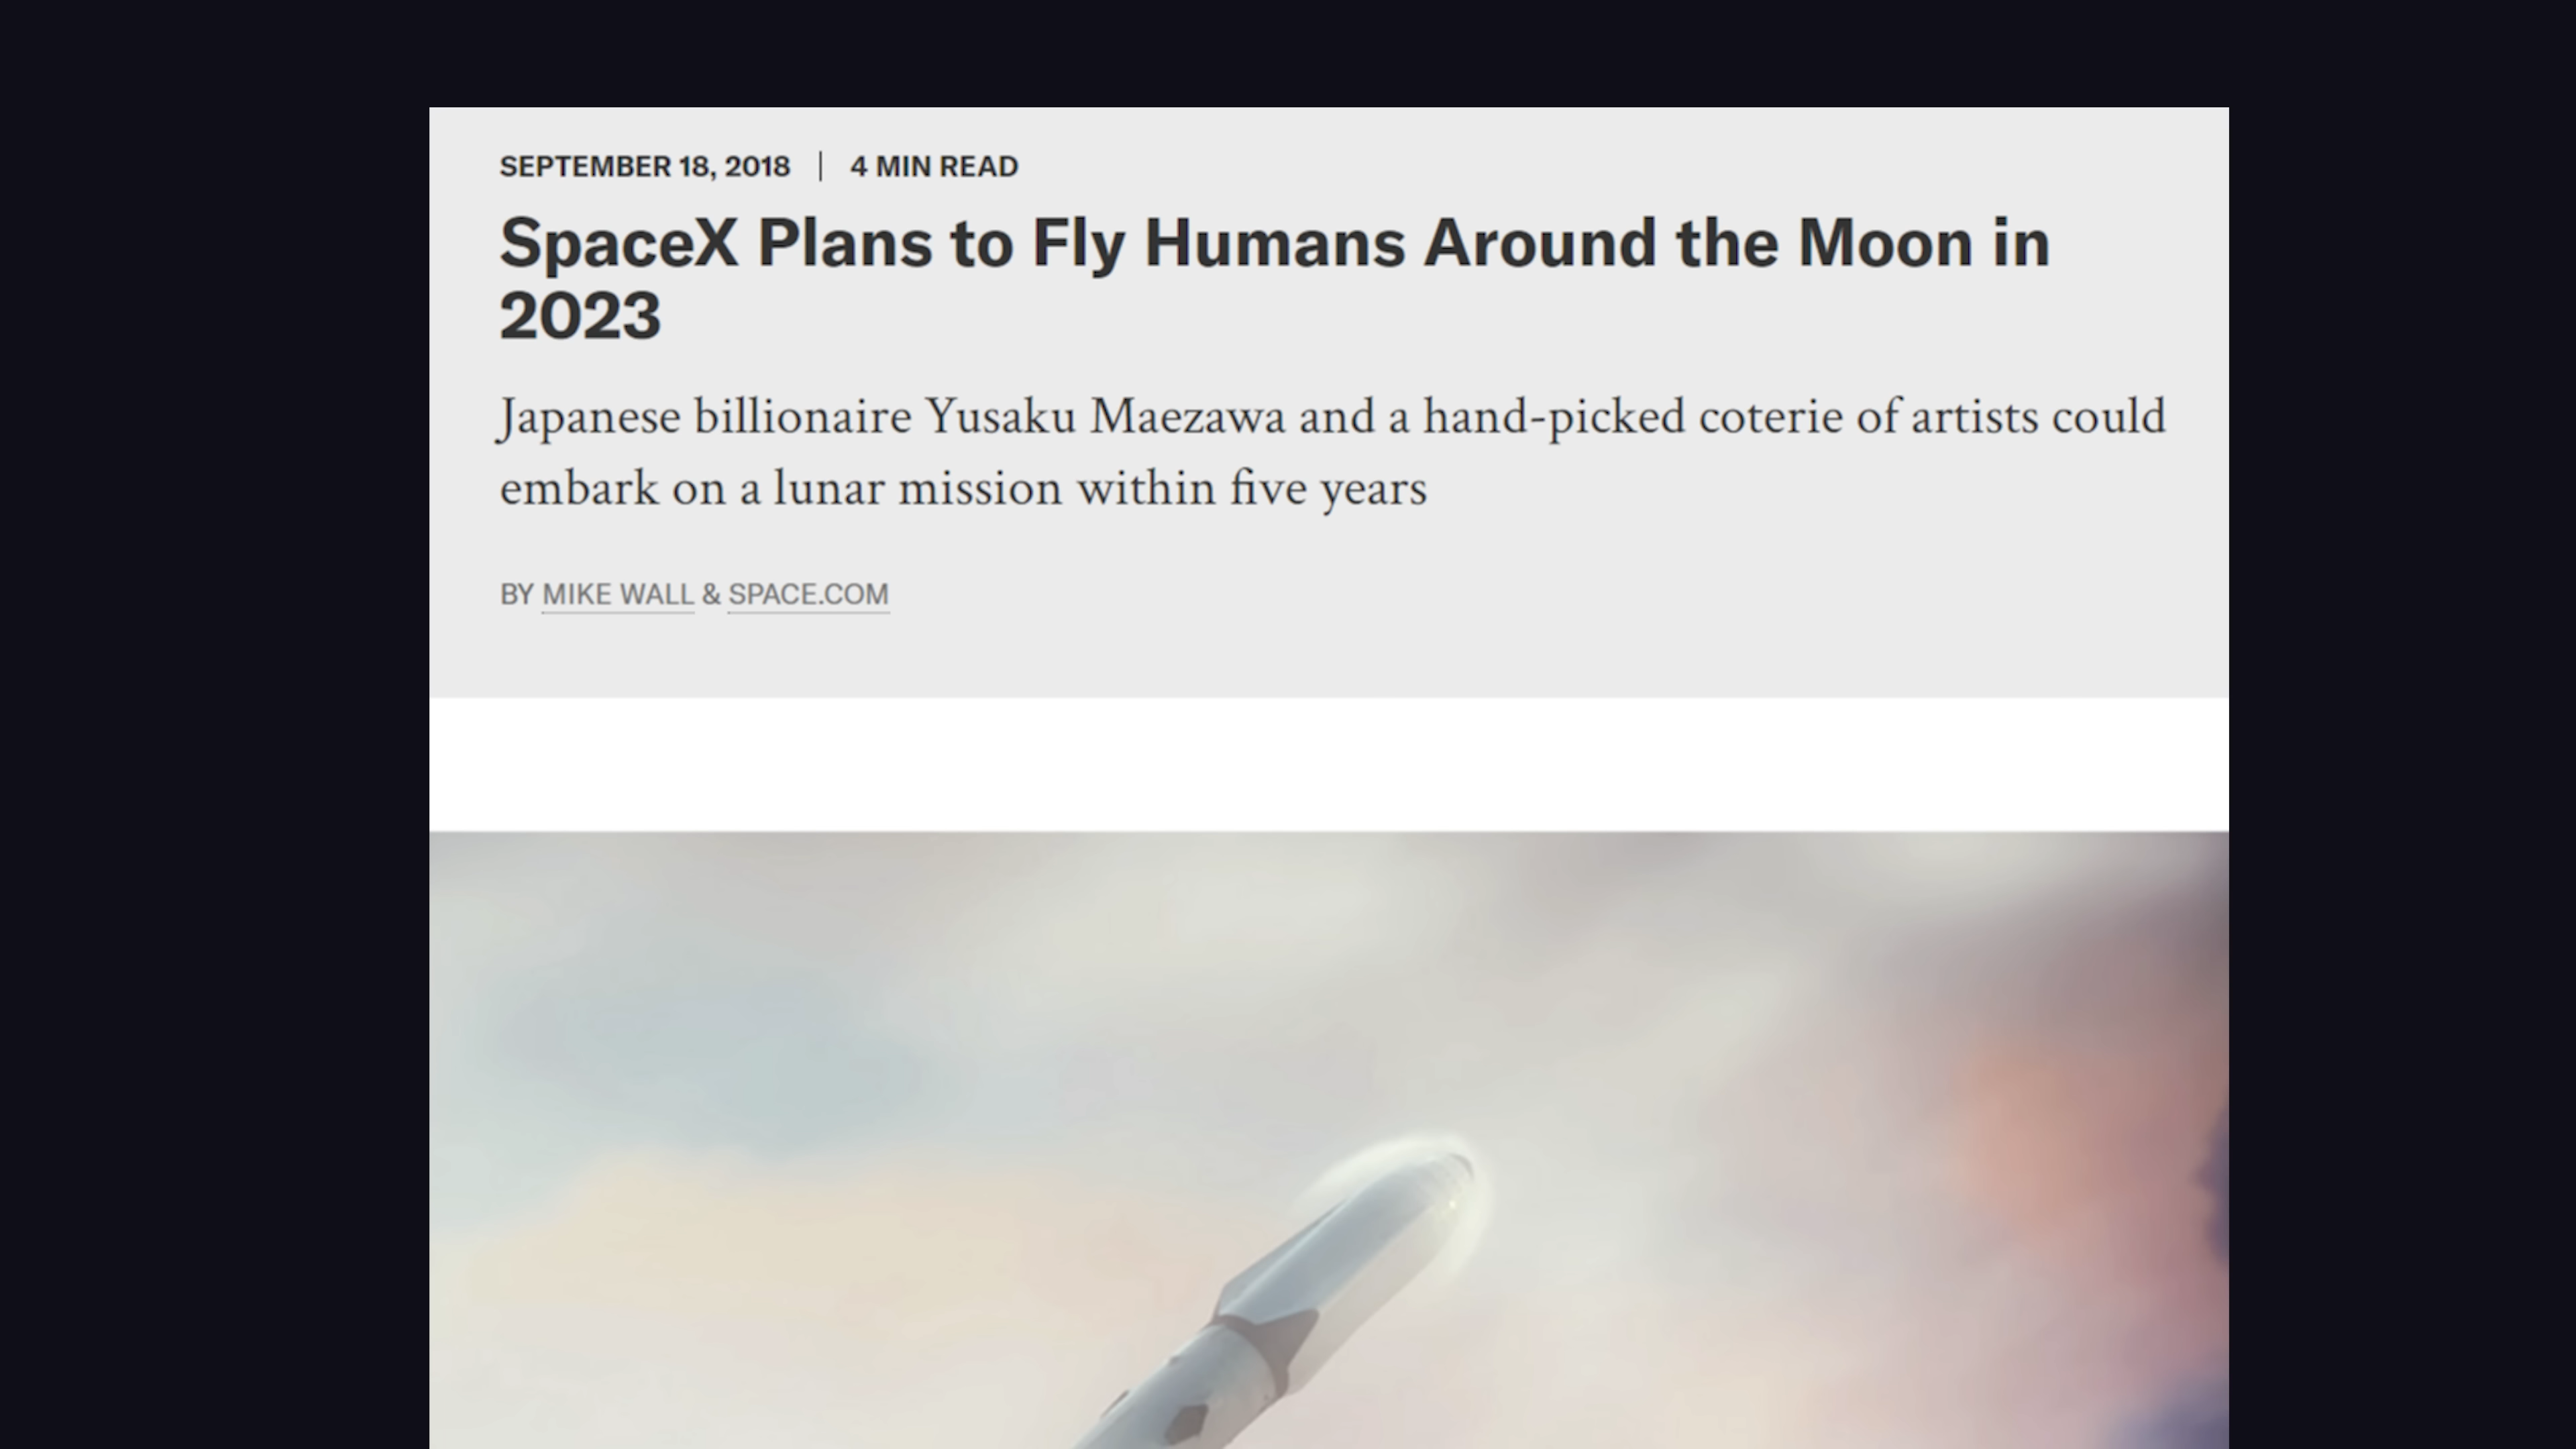 SEPTEMBER 18, 2018 | 4 MIN READ
SpaceX Plans to Fly Humans Around the Moon in
2023
Japanese billionaire Yusaku Maezawa and a hand-picked coterie of artists could
embark on a lunar mission within five years
BY MIKE WALL & SPACE.COM